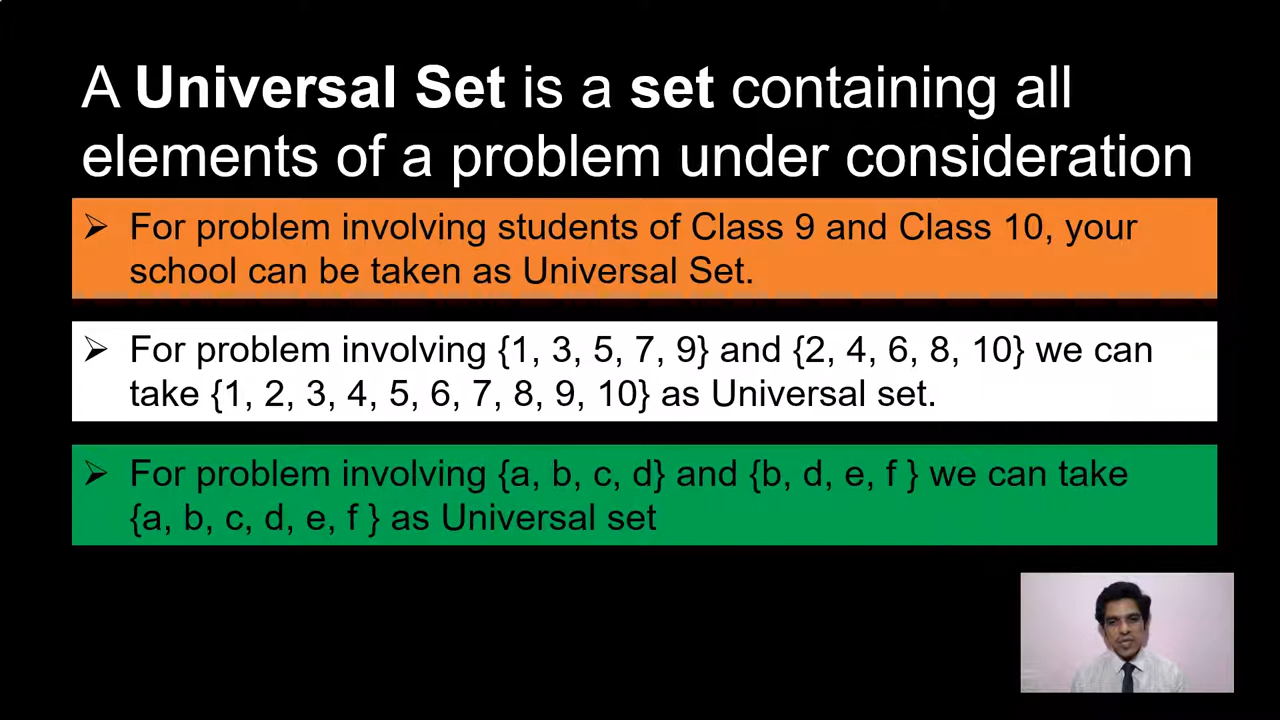 A Universal Set is a set containing all
elements of a problem under consideration
➢ For problem involving students of Class 9 and Class 10, your
school can be taken as Universal Set.
➢ For problem involving {1, 3, 5, 7, 9} and {2, 4, 6, 8, 10} we can
take {1, 2, 3, 4, 5, 6, 7, 8, 9, 10} as Universal set.
➢ For problem involving {a, b, c, d} and {b, d, e, f } we can take
{a, b, c, d, e, f } as Universal set